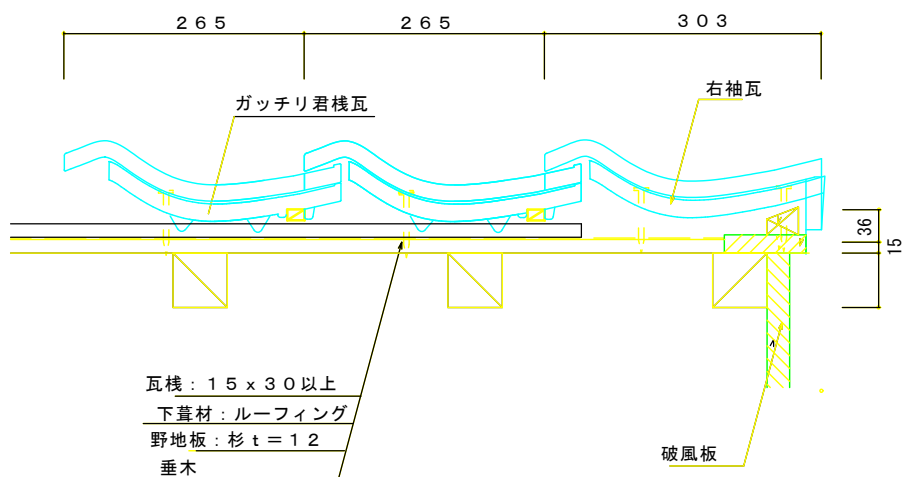 ２６５
２６５
３０３
ガッチリ君桟瓦
右袖瓦
36
15
瓦桟：１５ｘ３０以上
下葺材：ルーフィング
野地板：杉ｔ＝１２
垂木
破風板